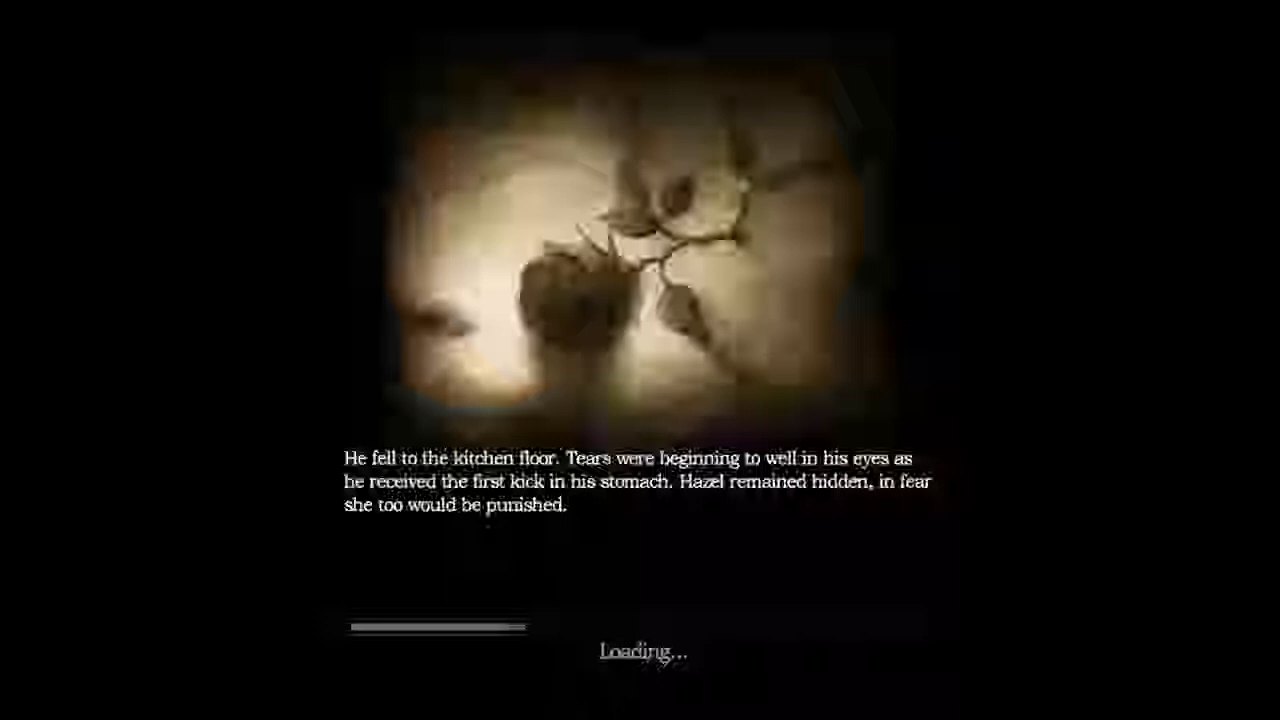 He fell to the kitchen floor. Tears were beginning to well in his eyes as
he received the first kick in his stomach. Hazel remained hidden, in fear
she too would be punished.
Loading...